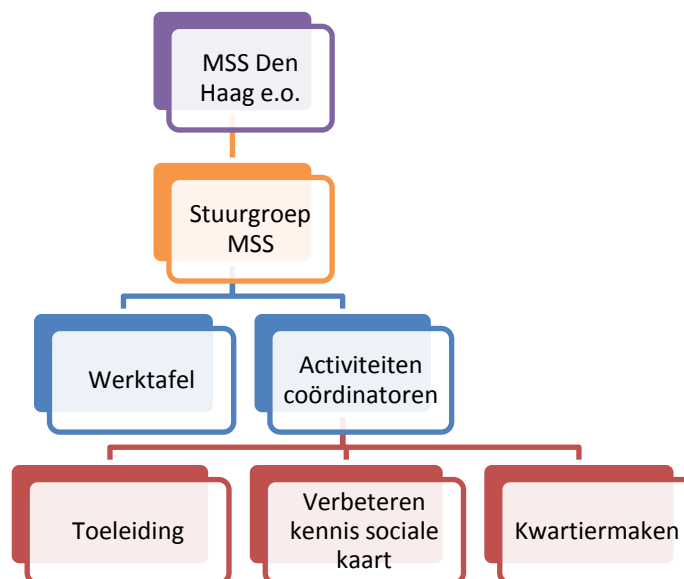 MSS Den
Haag e.o.
Stuurgroep
MSS
Werktafel
Activiteiten
coördinatoren
Toeleiding
Verbeteren
kennis sociale
kaart
Kwartiermaken